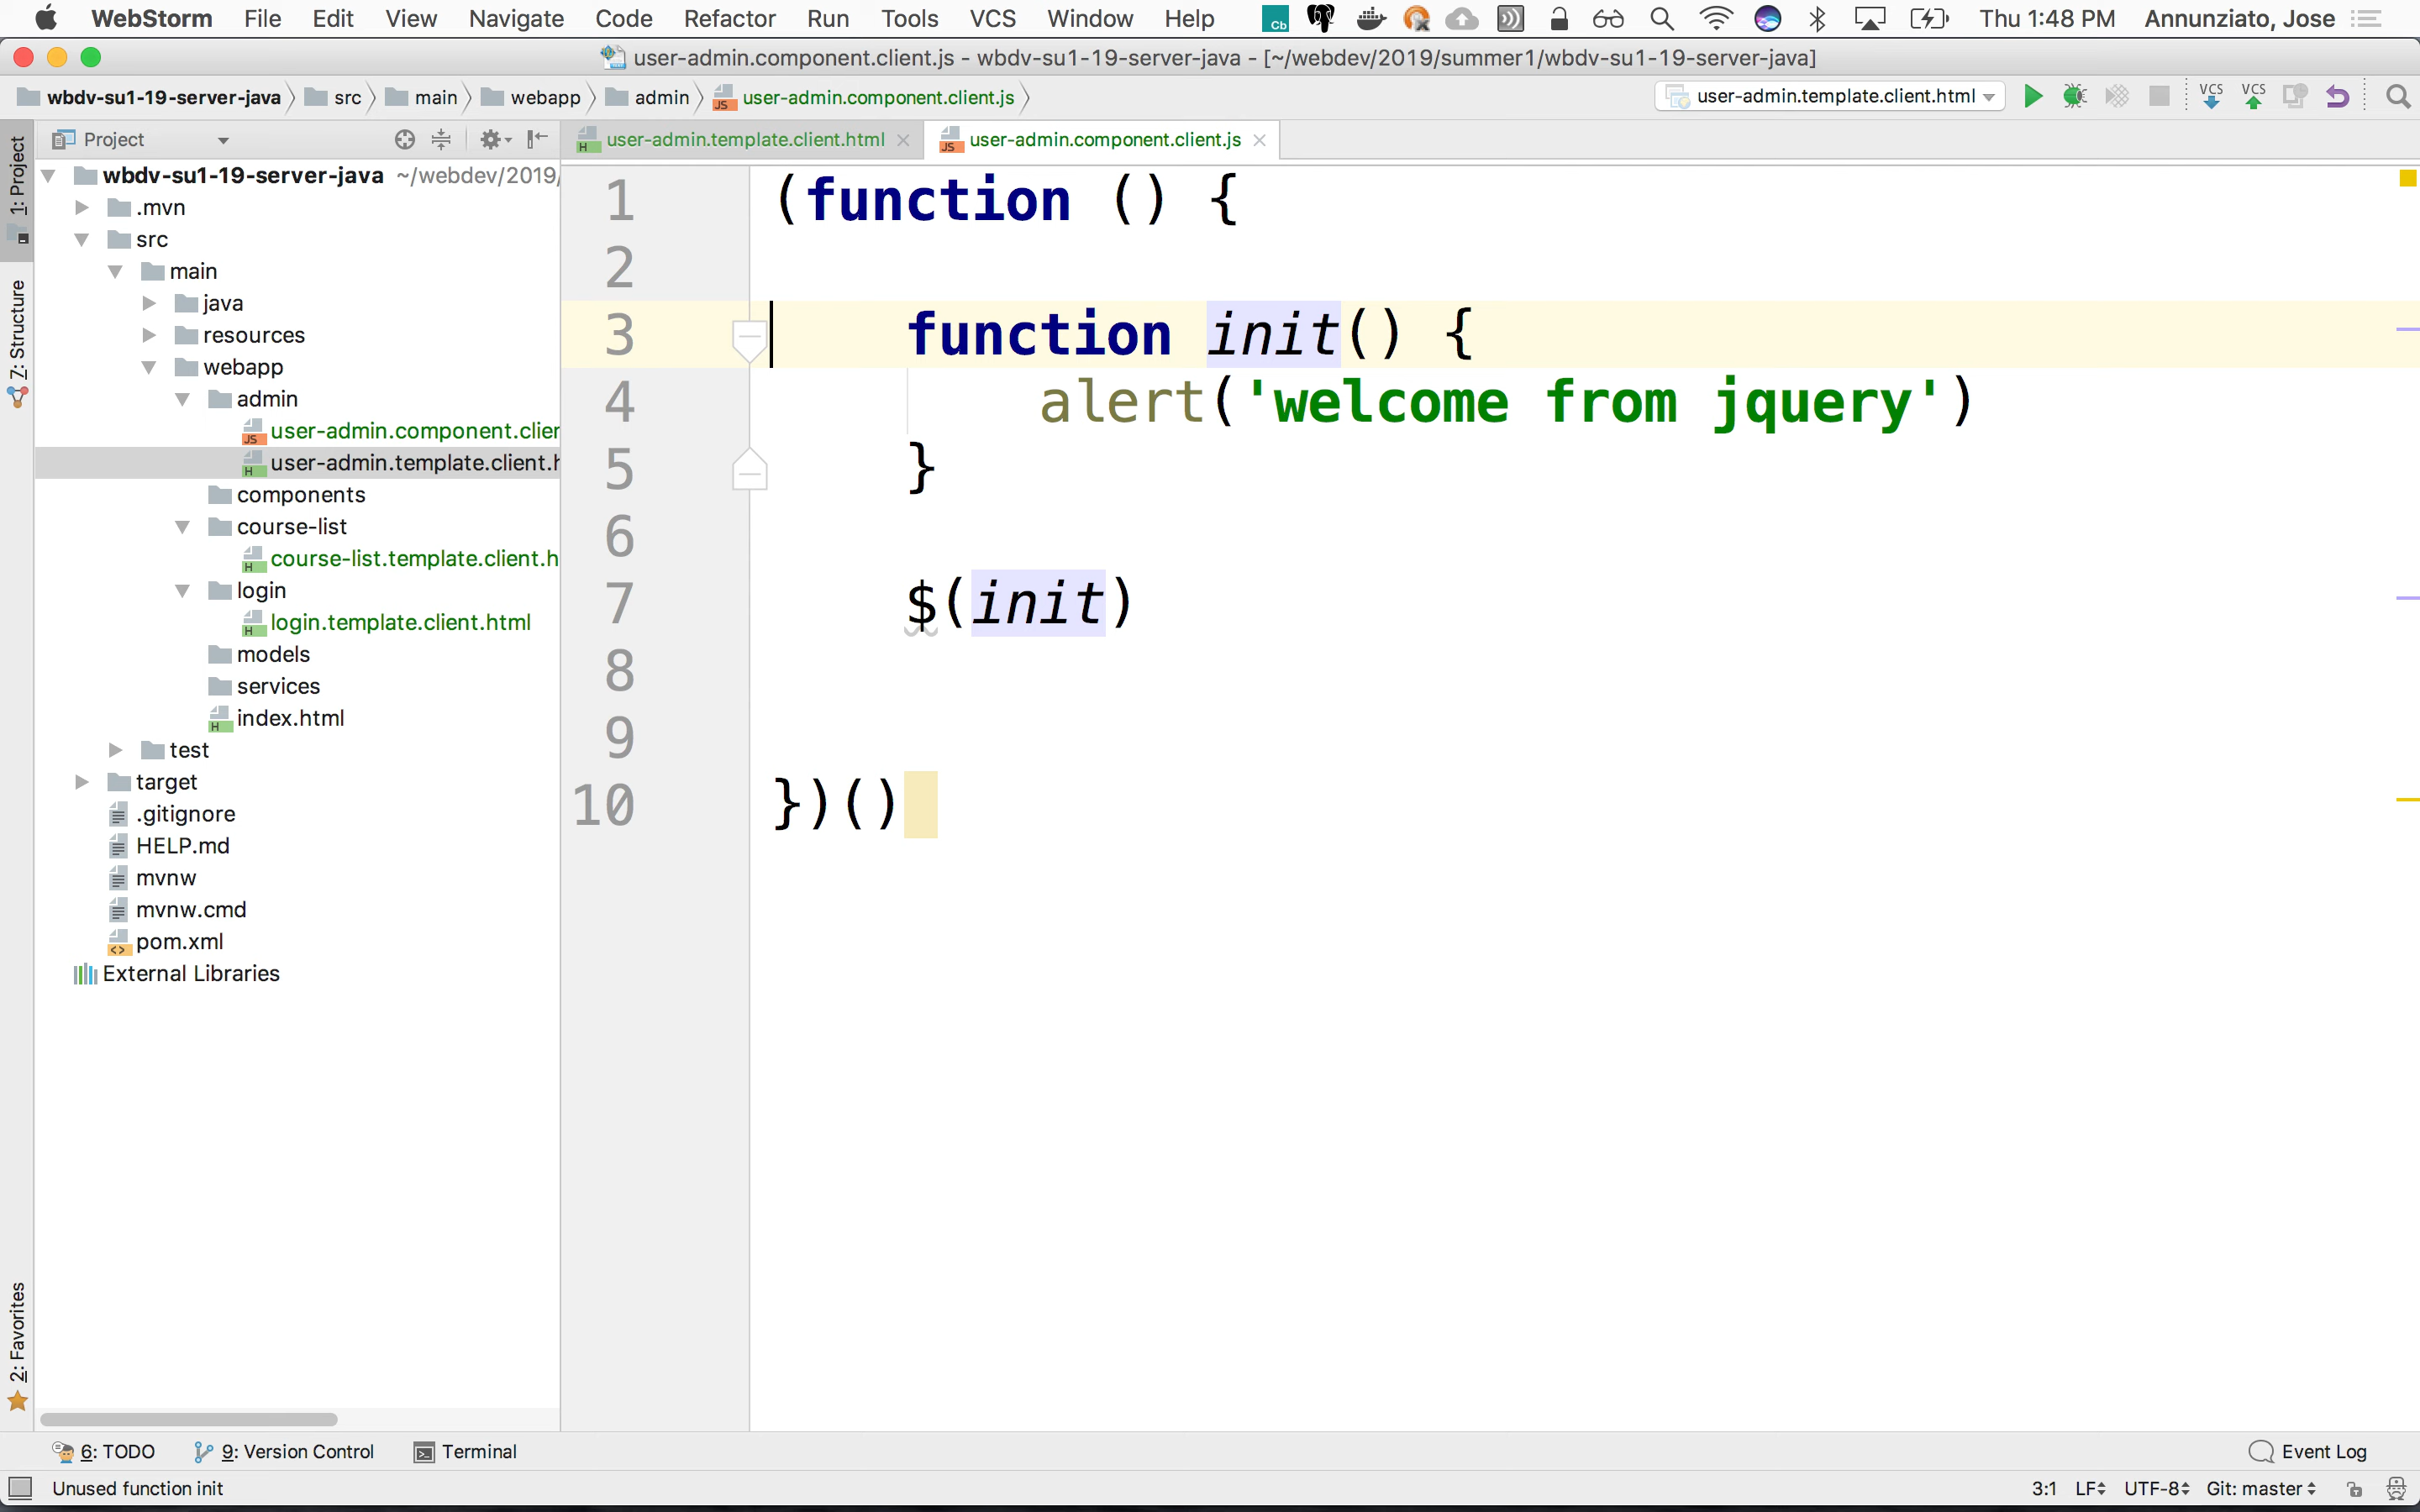 WebStorm File Edit View Navigate Code Refactor Run Tools VCS Window Help Cb Thu 1:48 PM Annunziato, Jose
user-admin.component.client.js - wbdv-su1-19-server-java - [~/webdev/2019/summer1/wbdv-su1-19-server-java]
wbdv-su1-19-server-java src main webapp admin JS user-admin.component.client.js user-admin.template.client.html VCS VCS
Project
H user-admin.template.client.html
JS user-admin.component.client.js
1: Project
7: Structure
2: Favorites
wbdv-su1-19-server-java ~/webdev/2019/
.mvn
src
main
java
resources
webapp
admin
JS user-admin.component.clien
H user-admin.template.client.h
components
course-list
H course-list.template.client.h
login
H login.template.client.html
models
services
H index.html
test
target
.gitignore
HELP.md
mvnw
mvnw.cmd
<> pom.xml
External Libraries
1 (function () {
2
3 function init() {
4 alert('welcome from jquery')
5 }
6
7 $(init)
8
9
10 })()
6: TODO 9: Version Control Terminal Event Log
Unused function init 3:1 LF UTF-8 Git: master